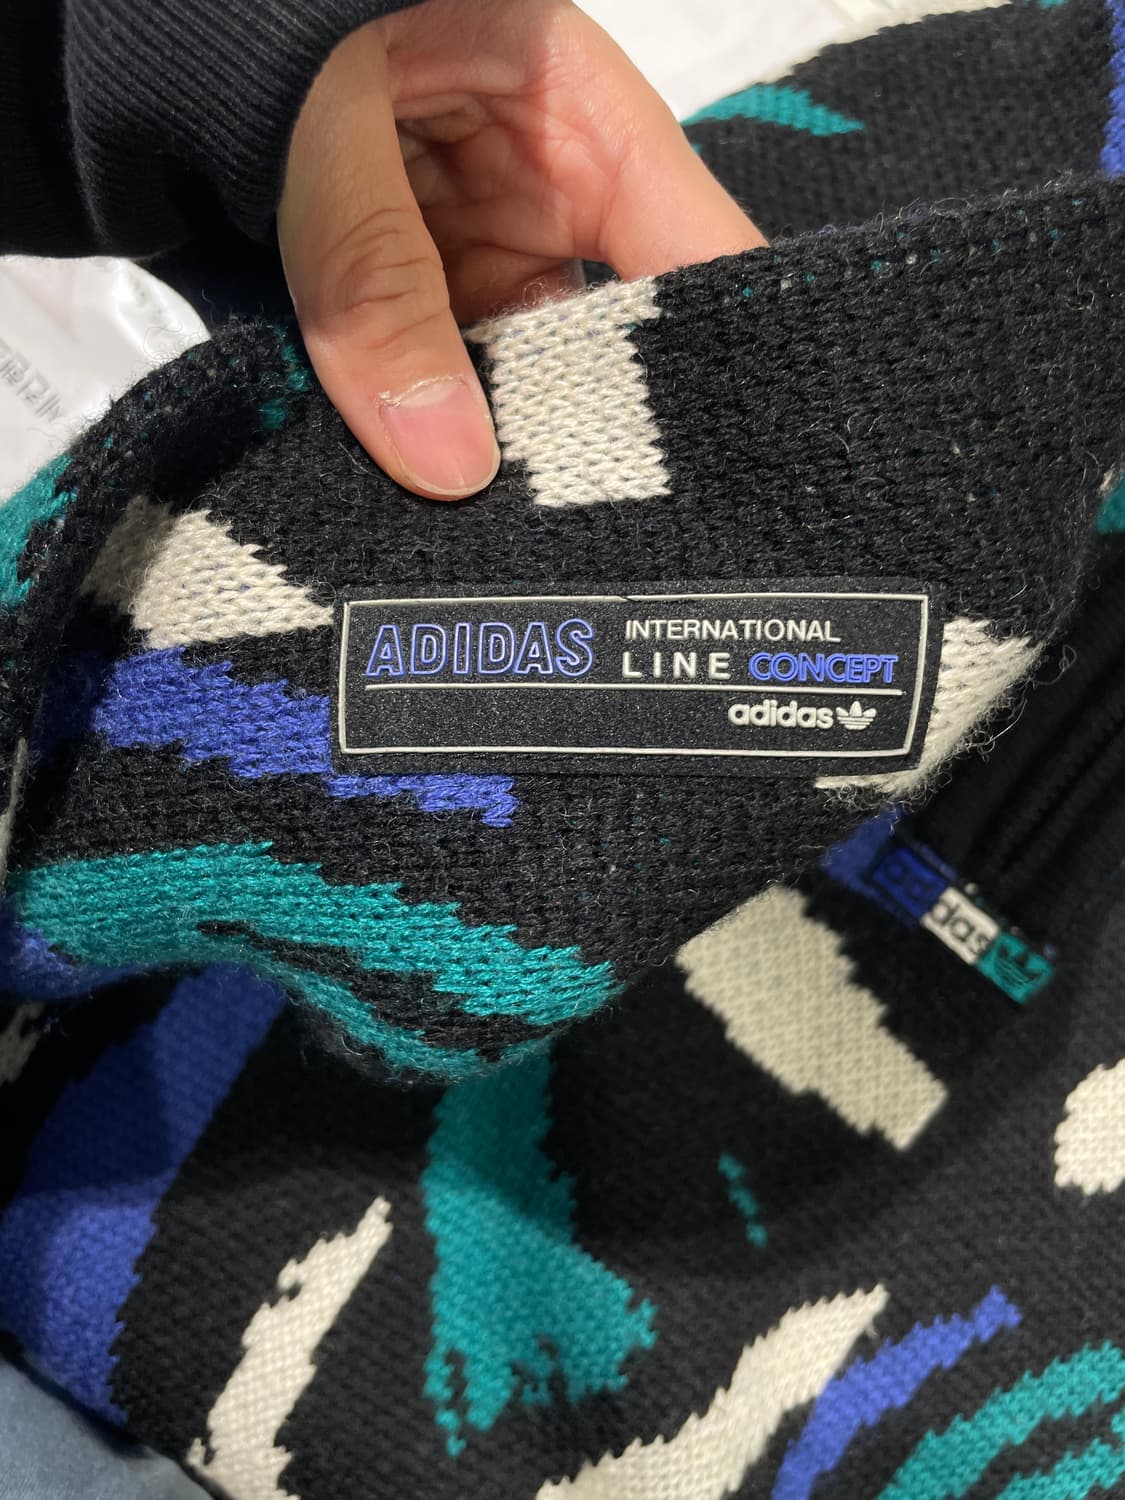 ADIDAS INTERNATIONAL
LINE CONCEPT
adidas
adidas